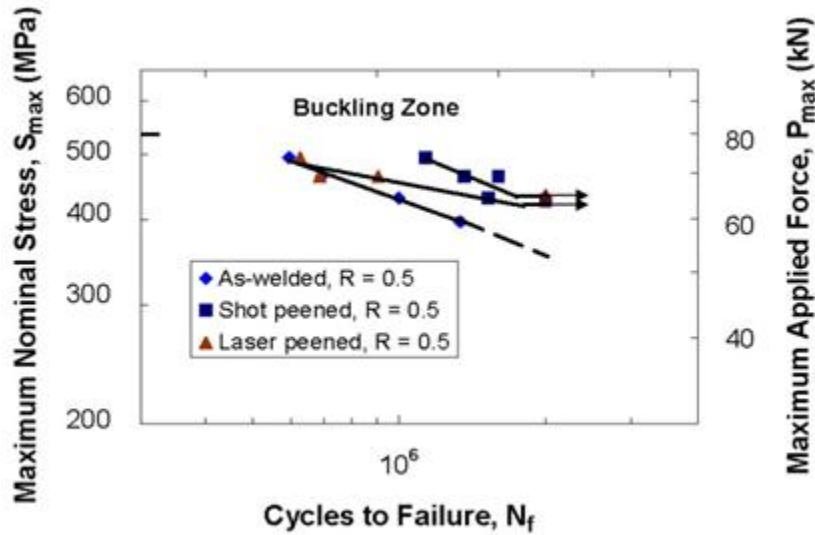 Maximum Nominal Stress, Smax (MPa)
600
500
400
300
200
Buckling Zone
As-welded, R = 0.5
Shot peened, R = 0.5
Laser peened, R = 0.5
10⁶
Cycles to Failure, Nf
80
60
40
Maximum Applied Force, Pmax (kN)